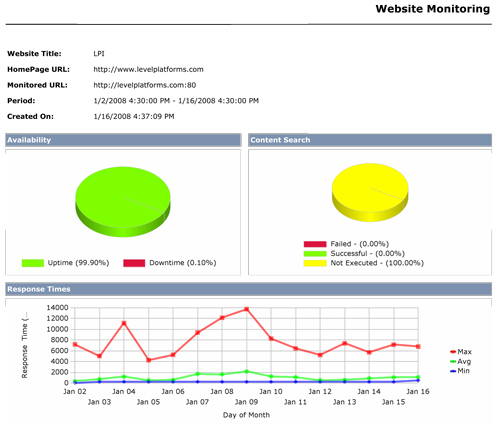 Website Monitoring
Website Title: LPI
HomePage URL: http://www.levelplatforms.com
Monitored URL: http://levelplatforms.com:80
Period: 1/2/2008 4:30:00 PM - 1/16/2008 4:30:00 PM
Created On: 1/16/2008 4:37:09 PM
Availability
Content Search
Uptime (99.90%) Downtime (0.10%)
Failed - (0.00%)
Successful - (0.00%)
Not Executed - (100.00%)
Response Times
Response Time (...
14000
12000
10000
8000
6000
4000
2000
0
Max
Avg
Min
Jan 02 Jan 04 Jan 06 Jan 08 Jan 10 Jan 12 Jan 14 Jan 16
Jan 03 Jan 05 Jan 07 Jan 09 Jan 11 Jan 13 Jan 15
Day of Month